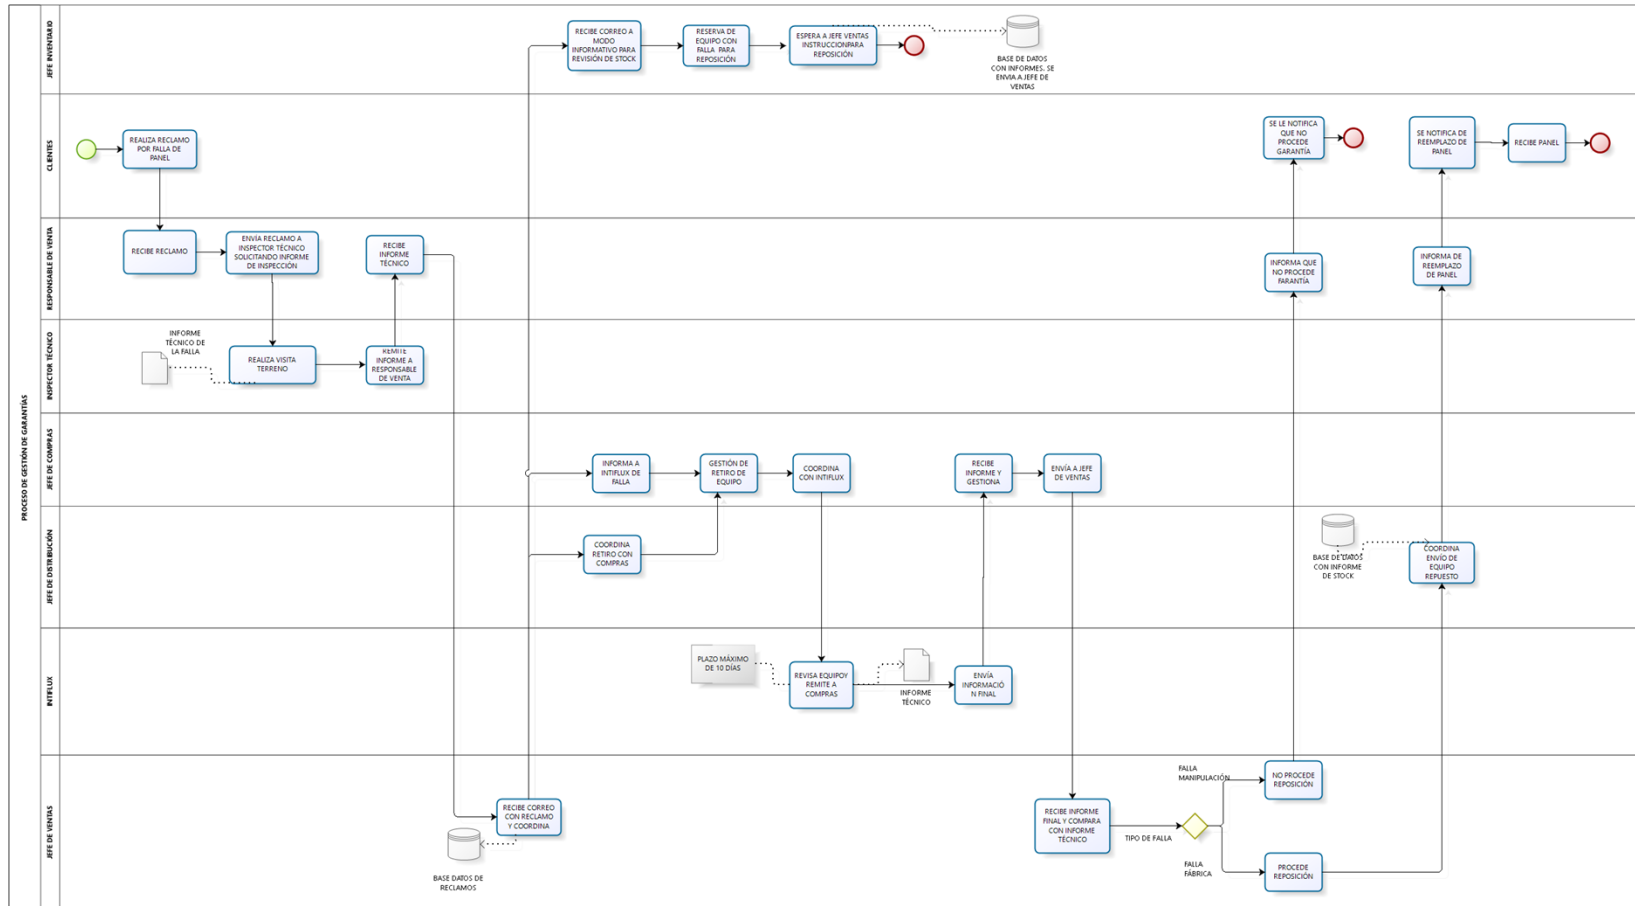 PROCESO DE GESTIÓN DE GARANTÍAS
JEFE INVENTARIO
RECIBE CORREO A
MODO
INFORMATIVO PARA
REVISIÓN DE STOCK
RESERVA DE
EQUIPO CON
FALLA PARA
REPOSICIÓN
ESPERA A JEFE VENTAS
INSTRUCCIONPARA
REPOSICIÓN
BASE DE DATOS
CON INFORMES. SE
ENVIA A JEFE DE
VENTAS
CLIENTES
REALIZA RECLAMO
POR FALLA DE
PANEL
SE LE NOTIFICA
QUE NO
PROCEDE
GARANTÍA
SE NOTIFICA DE
REEMPLAZO DE
PANEL
RECIBE PANEL
RESPONSABLE DE VENTA
RECIBE RECLAMO
ENVÍA RECLAMO A
INSPECTOR TÉCNICO
SOLICITANDO INFORME
DE INSPECCIÓN
RECIBE
INFORME
TÉCNICO
INFORMA QUE
NO PROCEDE
FARANTÍA
INFORMA DE
REEMPLAZO
DE PANEL
INSPECTOR TÉCNICO
INFORME
TÉCNICO DE
LA FALLA
REALIZA VISITA
TERRENO
REMITE
INFORME A
RESPONSABLE
DE VENTA
JEFE DE COMPRAS
INFORMA A
INTIFLUX DE
FALLA
GESTIÓN DE
RETIRO DE
EQUIPO
COORDINA
CON INTIFLUX
RECIBE
INFORME Y
GESTIONA
ENVÍA A JEFE
DE VENTAS
JEFE DE DISTRIBUCIÓN
COORDINA
RETIRO CON
COMPRAS
BASE DE DATOS
CON INFORME
DE STOCK
COORDINA
ENVÍO DE
EQUIPO
REPUESTO
INTIFLUX
PLAZO MÁXIMO
DE 10 DÍAS
REVISA EQUIPOY
REMITE A
COMPRAS
INFORME
TÉCNICO
ENVÍA
INFORMACIÓ
N FINAL
JEFE DE VENTAS
RECIBE CORREO
CON RECLAMO
Y COORDINA
BASE DATOS DE
RECLAMOS
RECIBE INFORME
FINAL Y COMPARA
CON INFORME
TÉCNICO
TIPO DE FALLA
FALLA
MANIPULACIÓN
NO PROCEDE
REPOSICIÓN
FALLA
FÁBRICA
PROCEDE
REPOSICIÓN